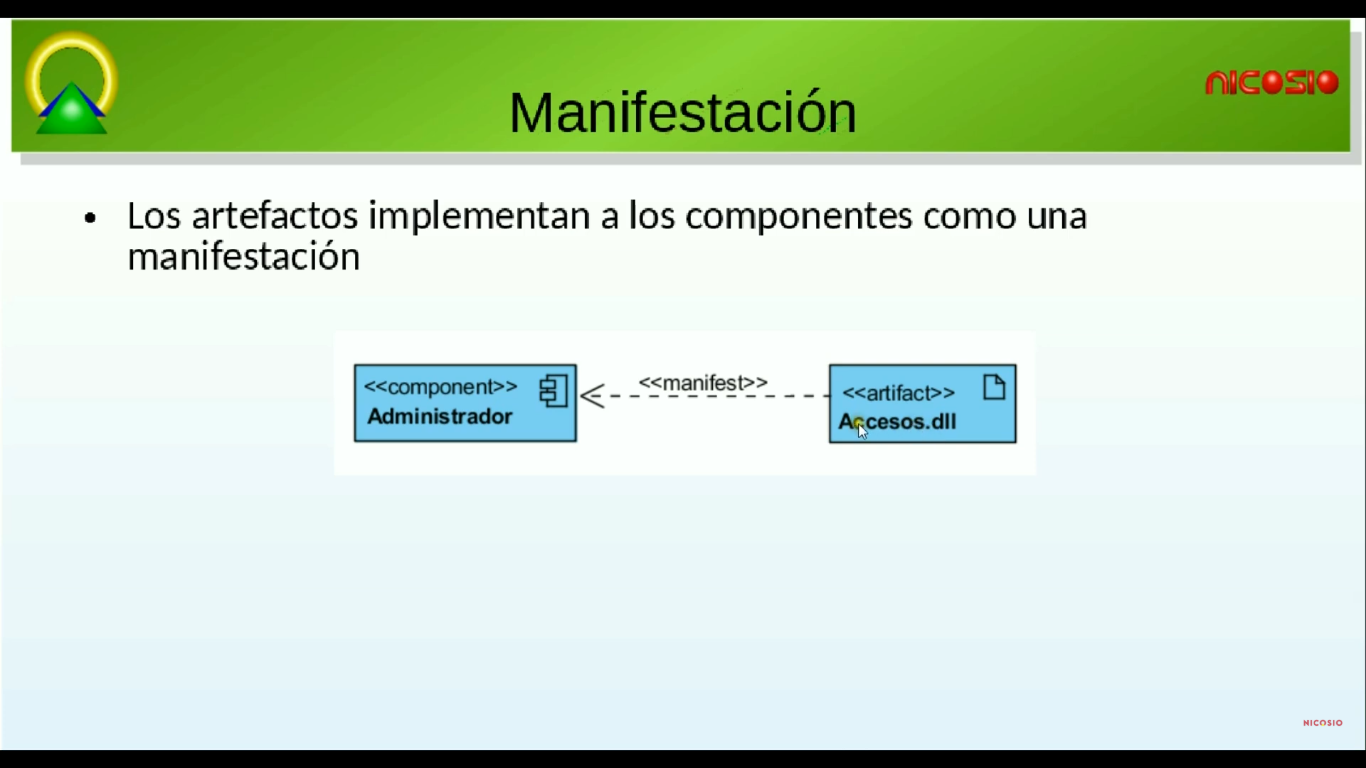 NICOSIO
Manifestación
• Los artefactos implementan a los componentes como una
manifestación
<<component>>
Administrador
<<manifest>>
<<artifact>>
Accesos.dll
NICOSIO